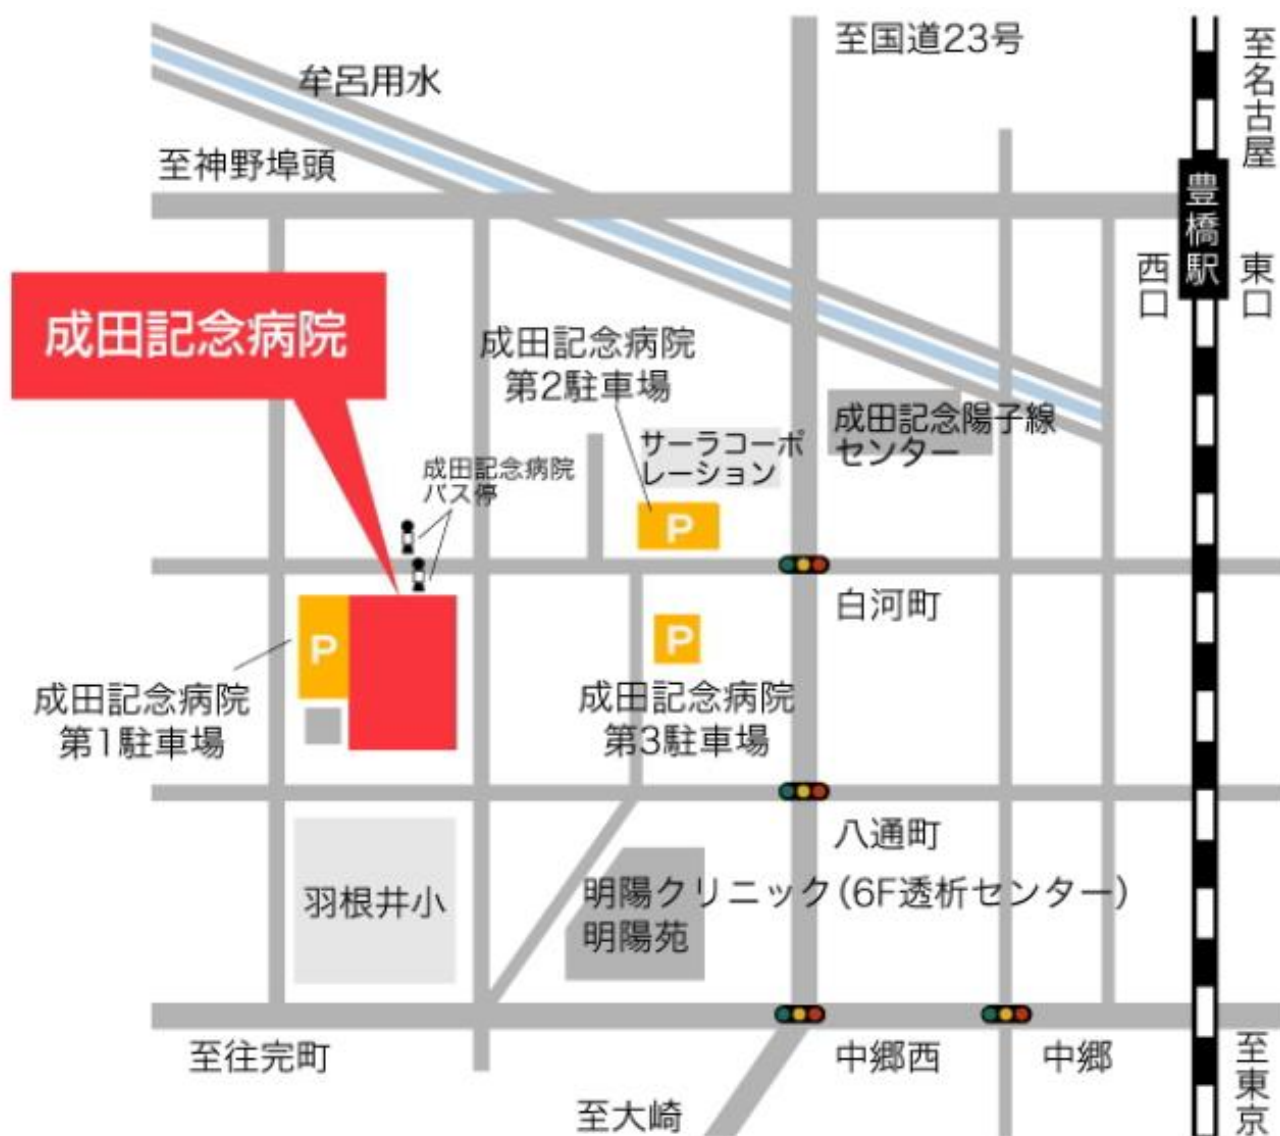 至国道23号
至名古屋
牟呂用水
至神野埠頭
豊橋駅
西口
東口
成田記念病院
成田記念病院
第2駐車場
成田記念陽子線
センター
サーラコーポ
レーション
成田記念病院
バス停
P
白河町
P
P
成田記念病院
第1駐車場
成田記念病院
第3駐車場
八通町
羽根井小
明陽クリニック(6F透析センター)
明陽苑
至往完町
中郷西
中郷
至東京
至大崎